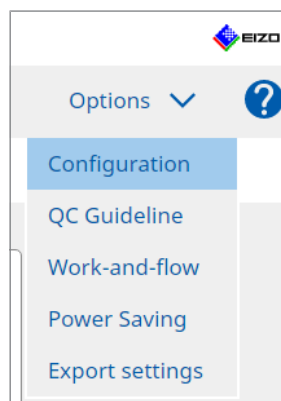 EIZO
Options
?
Configuration
QC Guideline
Work-and-flow
Power Saving
Export settings